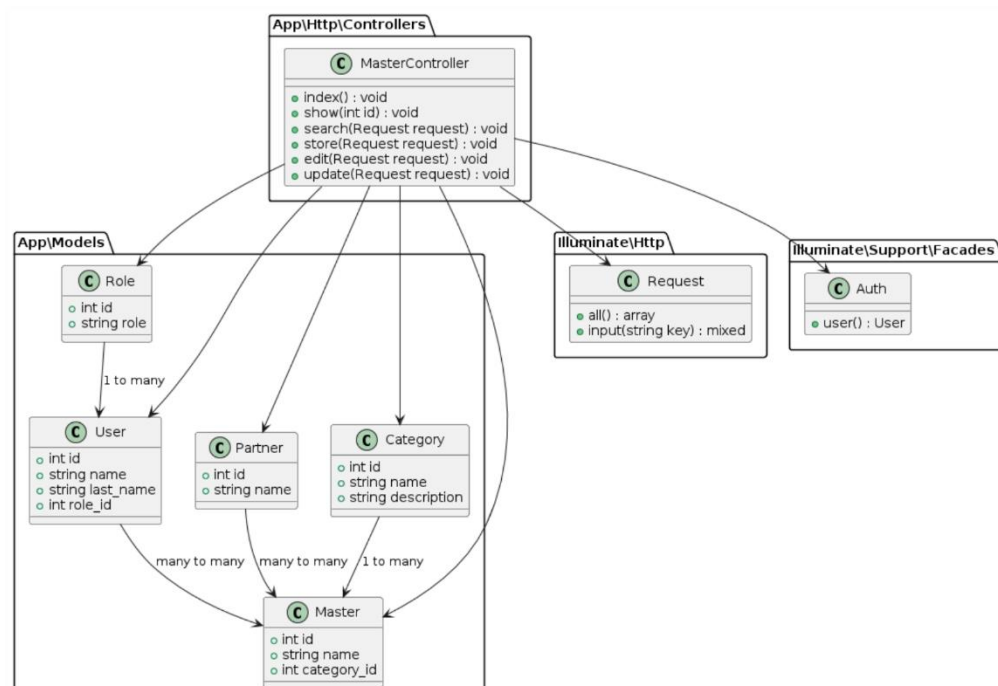 App\Http\Controllers
C MasterController
index() : void
show(int id) : void
search(Request request) : void
store(Request request) : void
edit(Request request) : void
update(Request request) : void
App\Models
C Role
int id
string role
1 to many
C User
int id
string name
string last_name
int role_id
C Partner
int id
string name
C Category
int id
string name
string description
many to many
many to many
1 to many
C Master
int id
string name
int category_id
Illuminate\Http
C Request
all() : array
input(string key) : mixed
Illuminate\Support\Facades
C Auth
user() : User